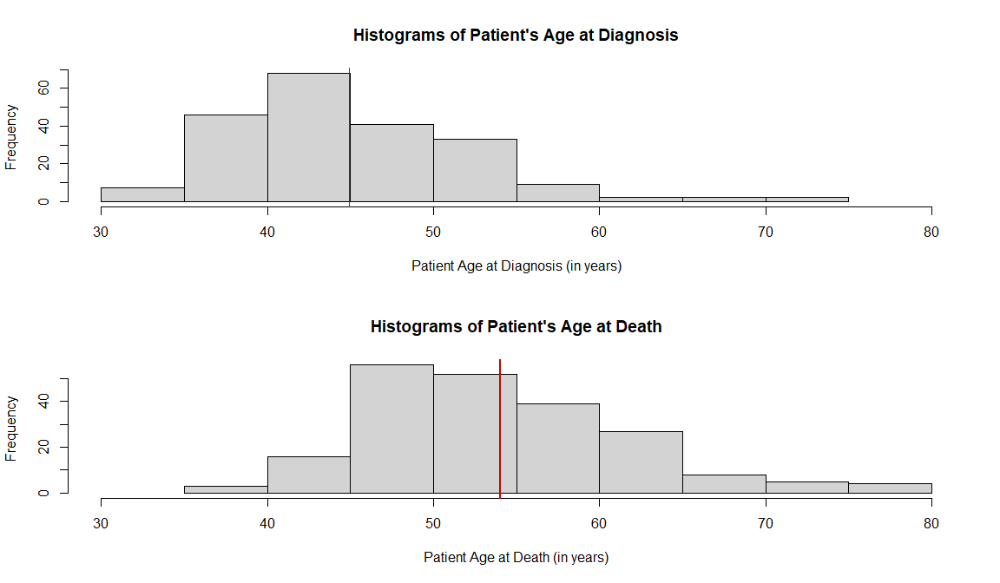 Histograms of Patient's Age at Diagnosis
Frequency
60
40
20
0
30 40 50 60 70 80
Patient Age at Diagnosis (in years)
Histograms of Patient's Age at Death
Frequency
40
20
0
30 40 50 60 70 80
Patient Age at Death (in years)